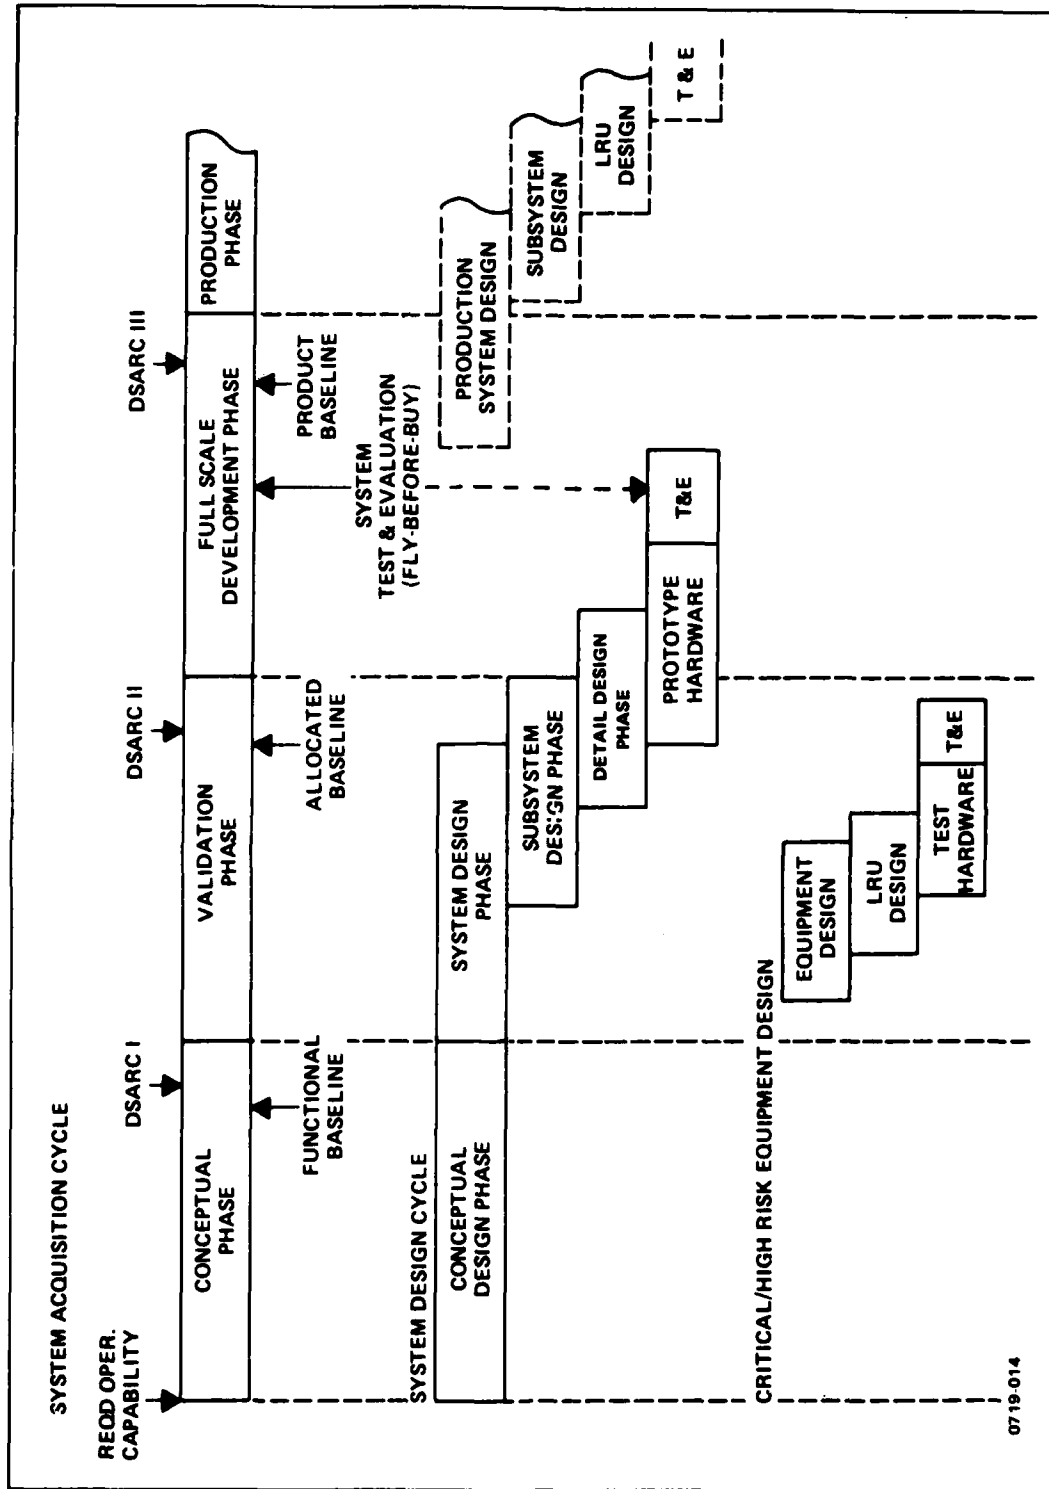 SYSTEM ACQUISITION CYCLE
REQD OPER.
CAPABILITY
DSARC I
DSARC II
DSARC III
CONCEPTUAL
PHASE
VALIDATION
PHASE
FULL SCALE
DEVELOPMENT PHASE
PRODUCTION
PHASE
FUNCTIONAL
BASELINE
ALLOCATED
BASELINE
PRODUCT
BASELINE
SYSTEM
TEST & EVALUATION
(FLY-BEFORE-BUY)
SYSTEM DESIGN CYCLE
CONCEPTUAL
DESIGN PHASE
SYSTEM DESIGN
PHASE
SUBSYSTEM
DESIGN PHASE
DETAIL DESIGN
PHASE
PROTOTYPE
HARDWARE
T&E
PRODUCTION
SYSTEM DESIGN
SUBSYSTEM
DESIGN
LRU
DESIGN
T & E
CRITICAL/HIGH RISK EQUIPMENT DESIGN
EQUIPMENT
DESIGN
LRU
DESIGN
TEST
HARDWARE
T&E
0719-014